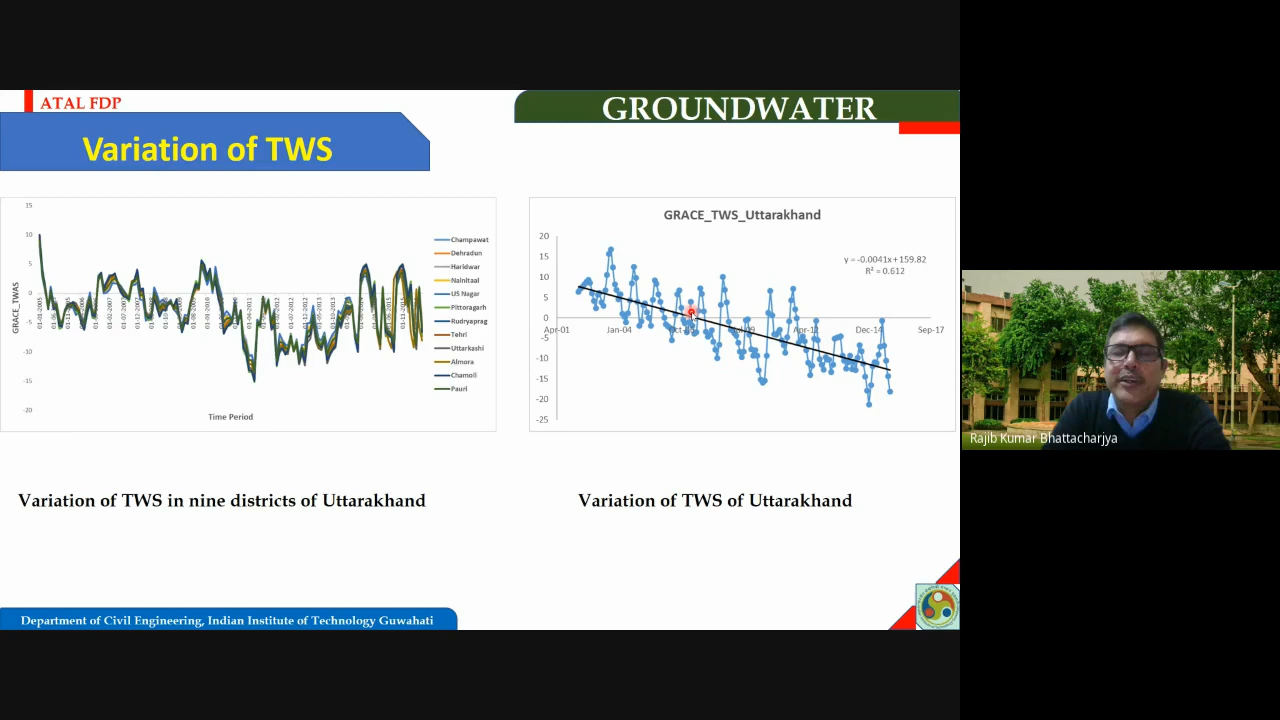 ATAL FDP
GROUNDWATER
Variation of TWS
15
10
5
0
-5
-10
-15
-20
GRACE_TWAS
Time Period
Champawat
Dehradun
Haridwar
Nainitaal
US Nagar
Pittoragarh
Rudryaprag
Tehri
Uttarkashi
Almora
Chamoli
Pauri
GRACE_TWS_Uttarakhand
y = -0.0041x + 159.82
R² = 0.612
20
15
10
5
0
-5
-10
-15
-20
-25
Apr-01
Jan-04
Apr-12
Dec-14
Sep-17
Variation of TWS in nine districts of Uttarakhand
Variation of TWS of Uttarakhand
Department of Civil Engineering, Indian Institute of Technology Guwahati
Rajib Kumar Bhattacharjya